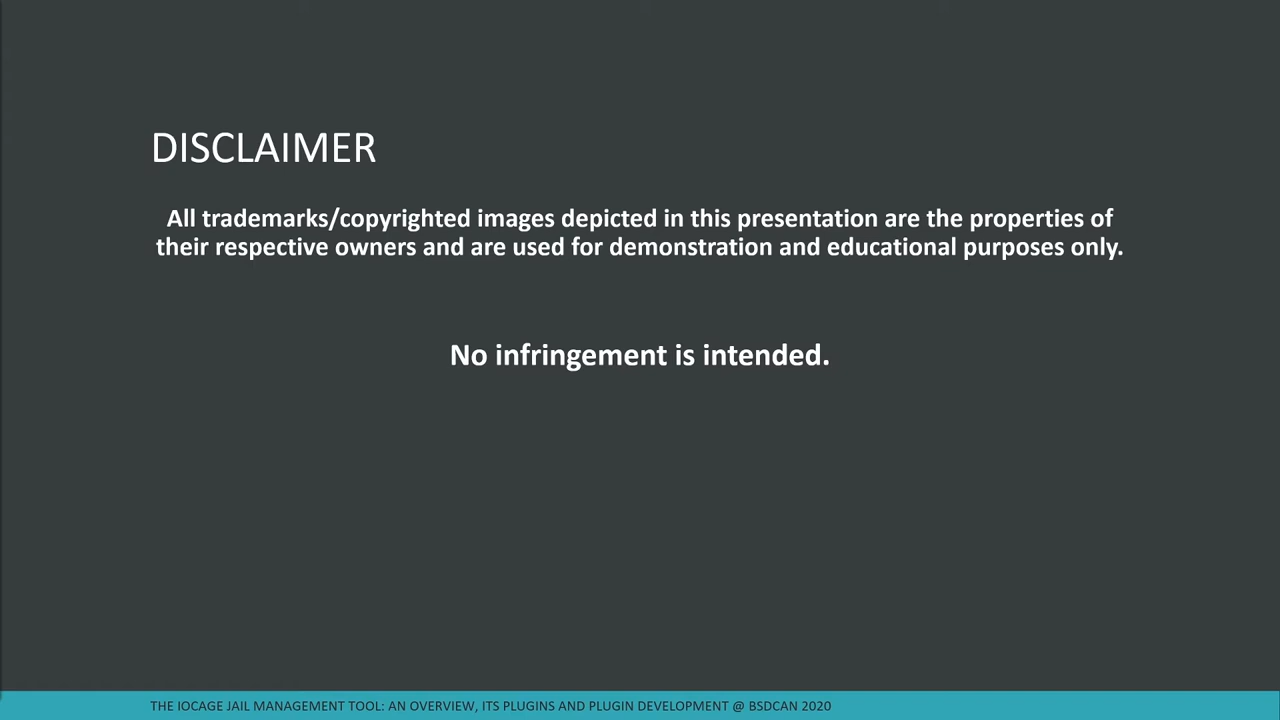 DISCLAIMER
All trademarks/copyrighted images depicted in this presentation are the properties of
their respective owners and are used for demonstration and educational purposes only.
No infringement is intended.
THE IOCAGE JAIL MANAGEMENT TOOL: AN OVERVIEW, ITS PLUGINS AND PLUGIN DEVELOPMENT @ BSDCAN 2020